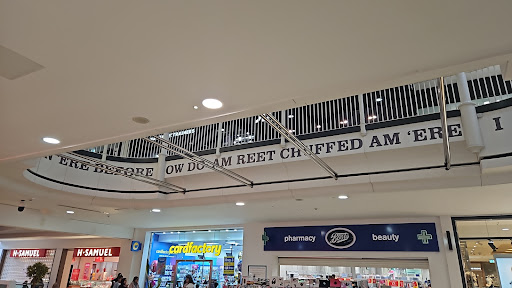 'ERE BEFORE OW DO AM REET CHUFFED AM 'ERE I
H·SAMUEL
H·SAMUEL
cardfactory
pharmacy Boots beauty